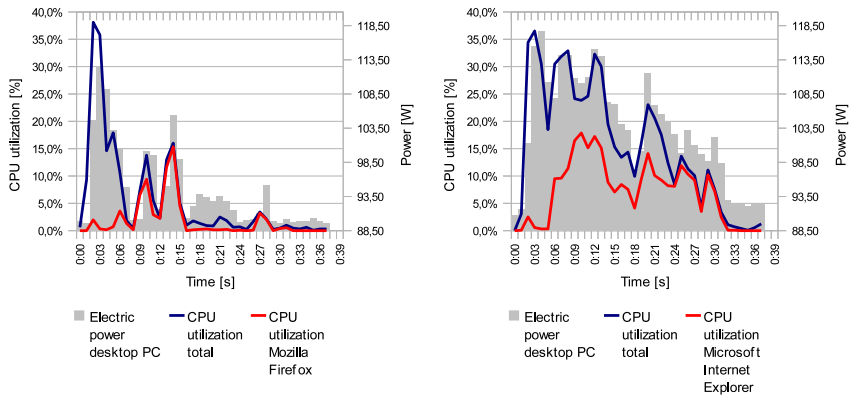 40,0%
35,0%
30,0%
25,0%
20,0%
15,0%
10,0%
5,0%
0,0%
CPU utilization [%]
118,50
113,50
108,50
103,50
98,50
93,50
88,50
Power [W]
0:00
0:03
0:06
0:09
0:12
0:15
0:18
0:21
0:24
0:27
0:30
0:33
0:36
0:39
Time [s]
Electric
power
desktop PC
CPU
utilization
total
CPU
utilization
Mozilla
Firefox
40,0%
35,0%
30,0%
25,0%
20,0%
15,0%
10,0%
5,0%
0,0%
CPU utilization [%]
118,50
113,50
108,50
103,50
98,50
93,50
88,50
Power [W]
0:00
0:03
0:06
0:09
0:12
0:15
0:18
0:21
0:24
0:27
0:30
0:33
0:36
0:39
Time [s]
Electric
power
desktop PC
CPU
utilization
total
CPU
utilization
Microsoft
Internet
Explorer